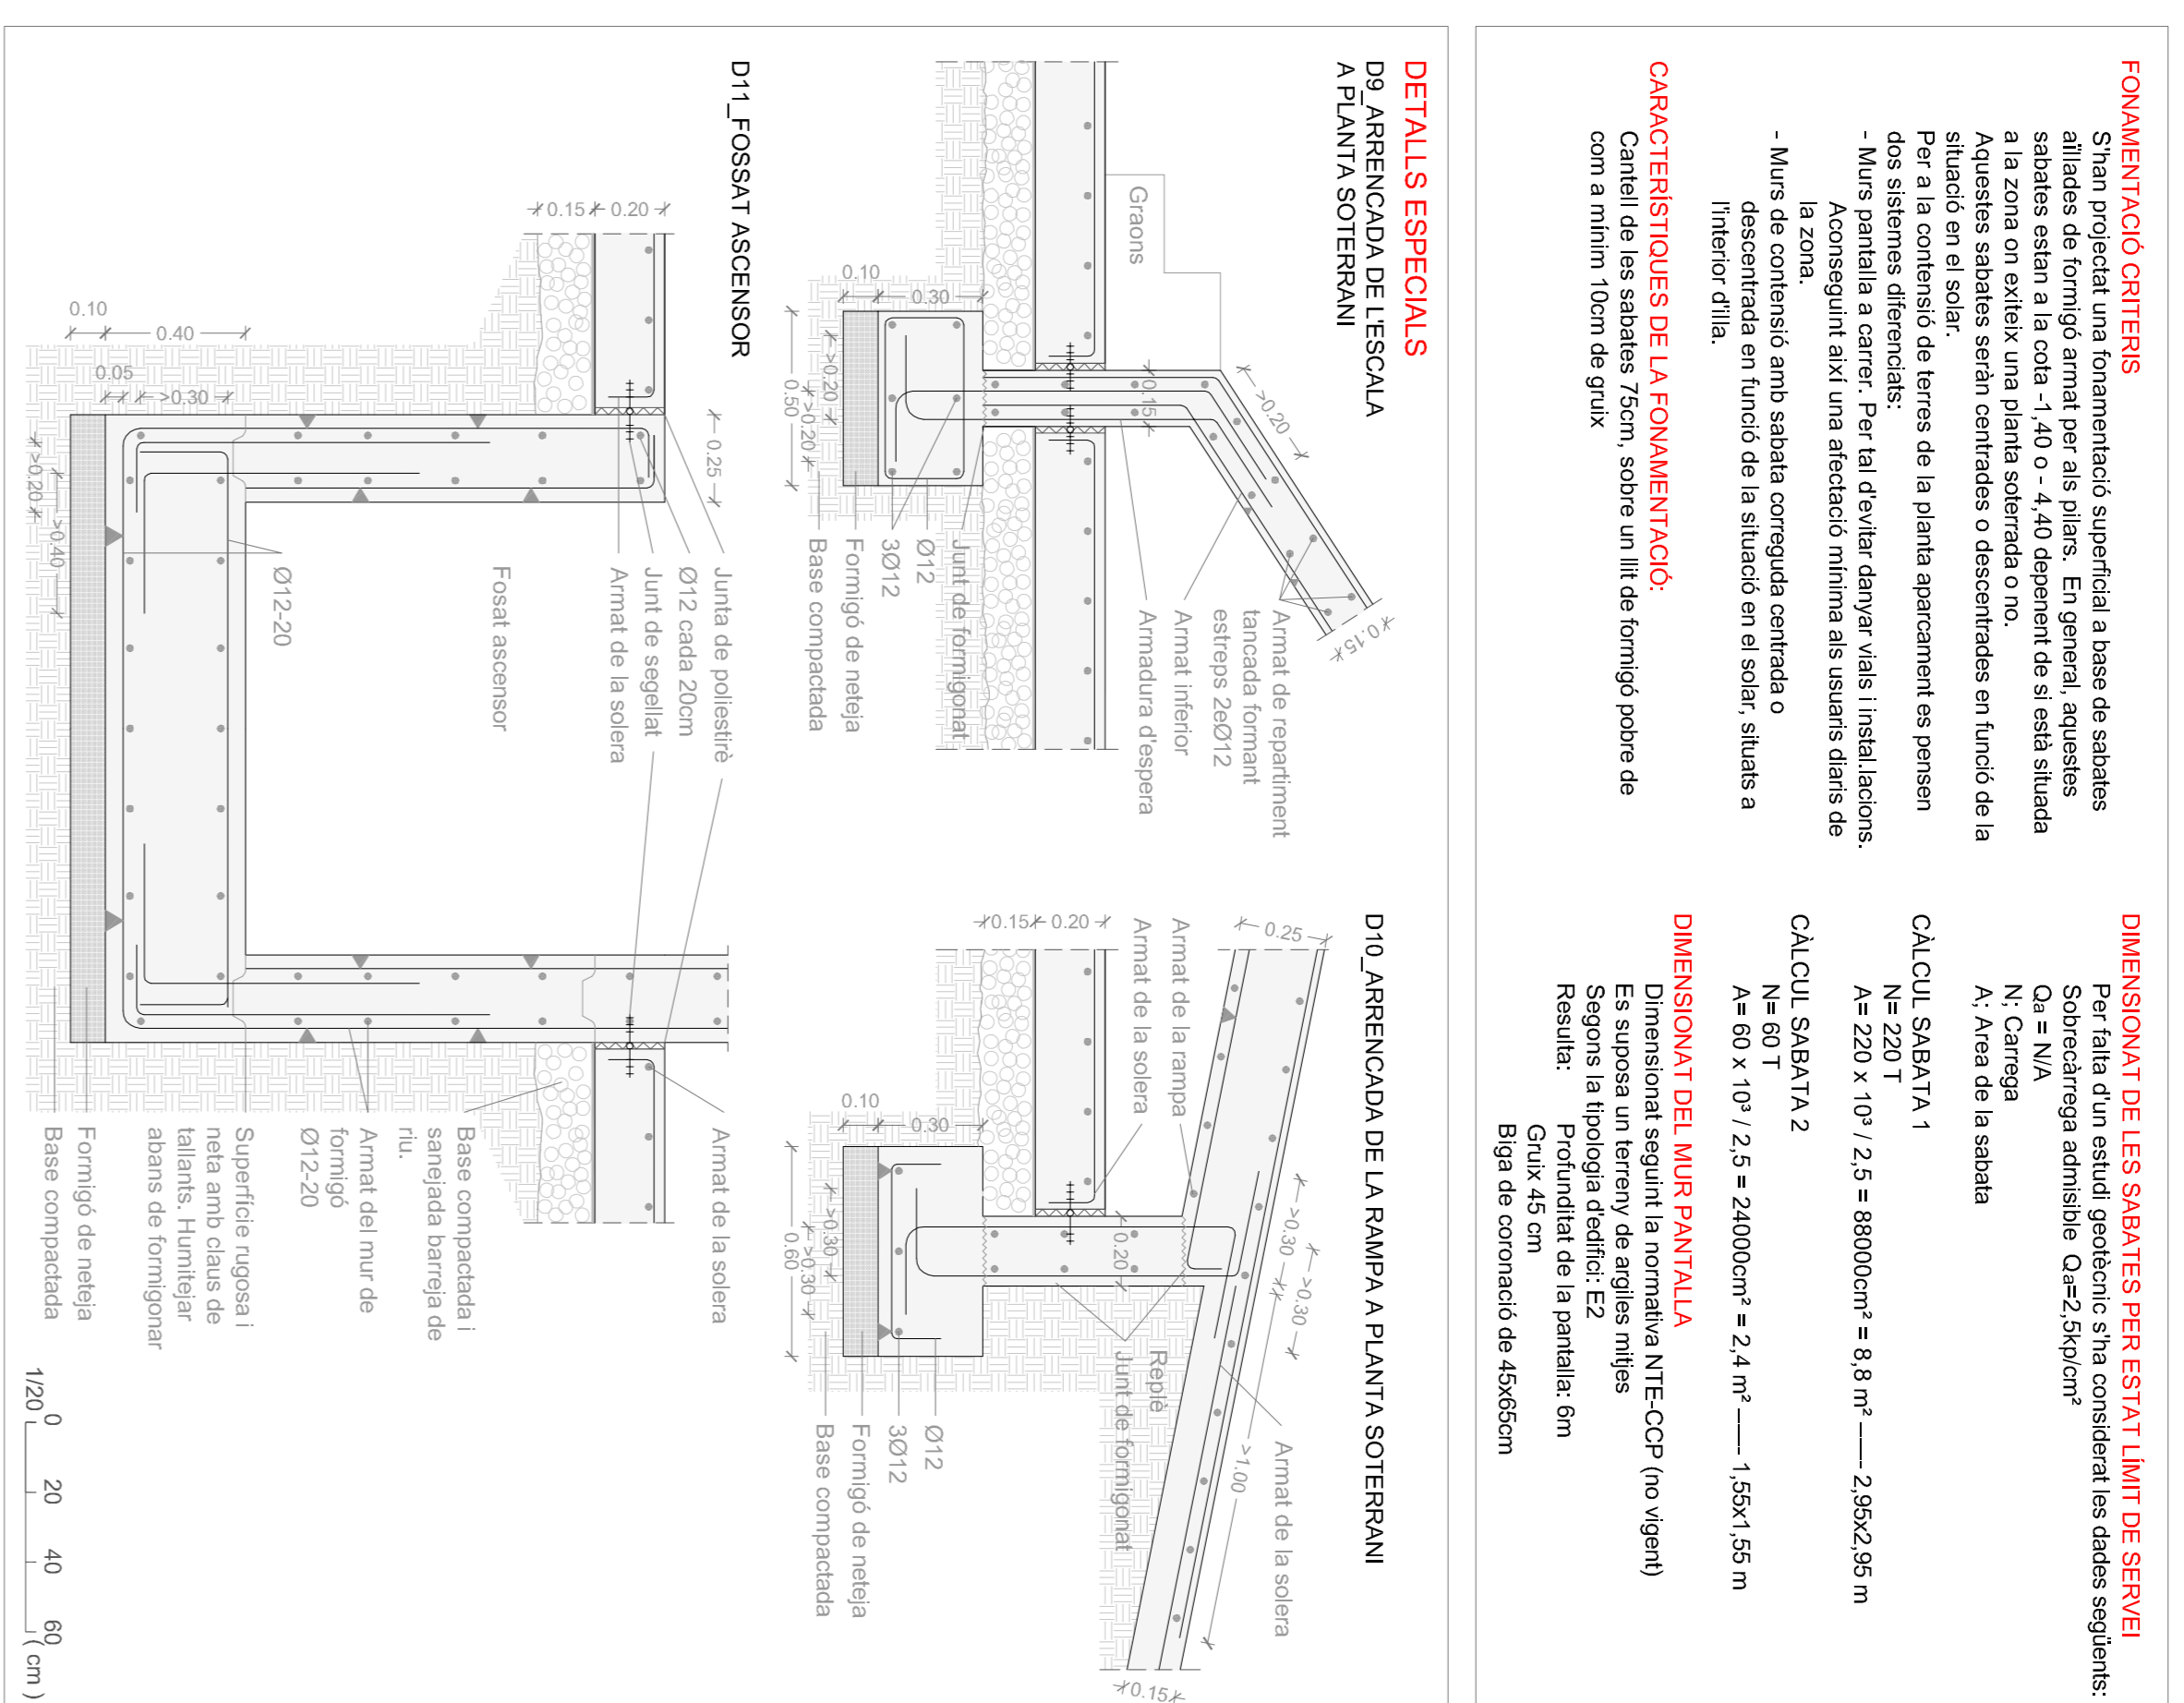 FONAMENTACIÓ CRITERIS
S'han projectat una fonamentació superficial a base de sabates
aïllades de formigó armat per als pilars. En general, aquestes
sabates estan a la cota -1,40 o - 4,40 depenent de si està situada
a la zona on exiteix una planta soterrada o no.
Aquestes sabates seràn centrades o descentrades en funció de la
situació en el solar.
Per a la contensió de terres de la planta aparcament es pensen
dos sistemes diferenciats:
- Murs pantalla a carrer. Per tal d'evitar danyar vials i instal.lacions.
Aconseguint així una afectació mínima als usuaris diaris de
la zona.
- Murs de contensió amb sabata correguda centrada o
descentrada en funció de la situació en el solar, situats a
l'interior d'illa.
CARACTERÍSTIQUES DE LA FONAMENTACIÓ:
Cantell de les sabates 75cm, sobre un llit de formigó pobre de
com a mínim 10cm de gruix
DIMENSIONAT DE LES SABATES PER ESTAT LÍMIT DE SERVEI
Per falta d'un estudi geotècnic s'ha considerat les dades següents:
Sobrecàrrega admisible Qa=2,5kp/cm²
Qa = N/A
N; Carrega
A; Area de la sabata
CÀLCUL SABATA 1
N= 220 T
A= 220 x 10³ / 2,5 = 88000cm² = 8,8 m² ----- 2,95x2,95 m
CÀLCUL SABATA 2
N= 60 T
A= 60 x 10³ / 2,5 = 24000cm² = 2,4 m² ----- 1,55x1,55 m
DIMENSIONAT DEL MUR PANTALLA
Dimensionat seguint la normativa NTE-CCP (no vigent)
Es suposa un terreny de argiles mitjes
Segons la tipologia d'edifici: E2
Resulta: Profunditat de la pantalla: 6m
Gruix 45 cm
Biga de coronació de 45x65cm
DETALLS ESPECIALS
D9_ARRENCADA DE L'ESCALA
A PLANTA SOTERRANI
Graons
>0.20
0.15
0.15
0.30
0.10
>0.20
>0.20
0.50
Armat de repartiment
tancada formant
estreps 2eØ12
Armat inferior
Armadura d'espera
Junt de formigonat
Ø12
3Ø12
Formigó de neteja
Base compactada
D10_ARRENCADA DE LA RAMPA A PLANTA SOTERRANI
0.25
0.20
0.15
Armat de la rampa
Armat de la solera
0.30
0.10
0.20
>0.30
>0.30
>1.00
0.15
>0.30
>0.30
0.60
Armat de la solera
Replè
Junt de formigonat
Ø12
3Ø12
Formigó de neteja
Base compactada
D11_FOSSAT ASCENSOR
0.20
0.15
0.25
0.40
0.10
0.05
>0.30
>0.40
>0.20
Junta de poliestirè
Ø12 cada 20cm
Junt de segellat
Armat de la solera
Fosat ascensor
Ø12-20
Armat de la solera
Base compactada i
sanejada barreja de
riu.
Armat del mur de
formigó
Ø12-20
Superfície rugosa i
neta amb claus de
tallants. Humitejar
abans de formigonar
Formigó de neteja
Base compactada
1/20 0 20 40 60 ( cm )